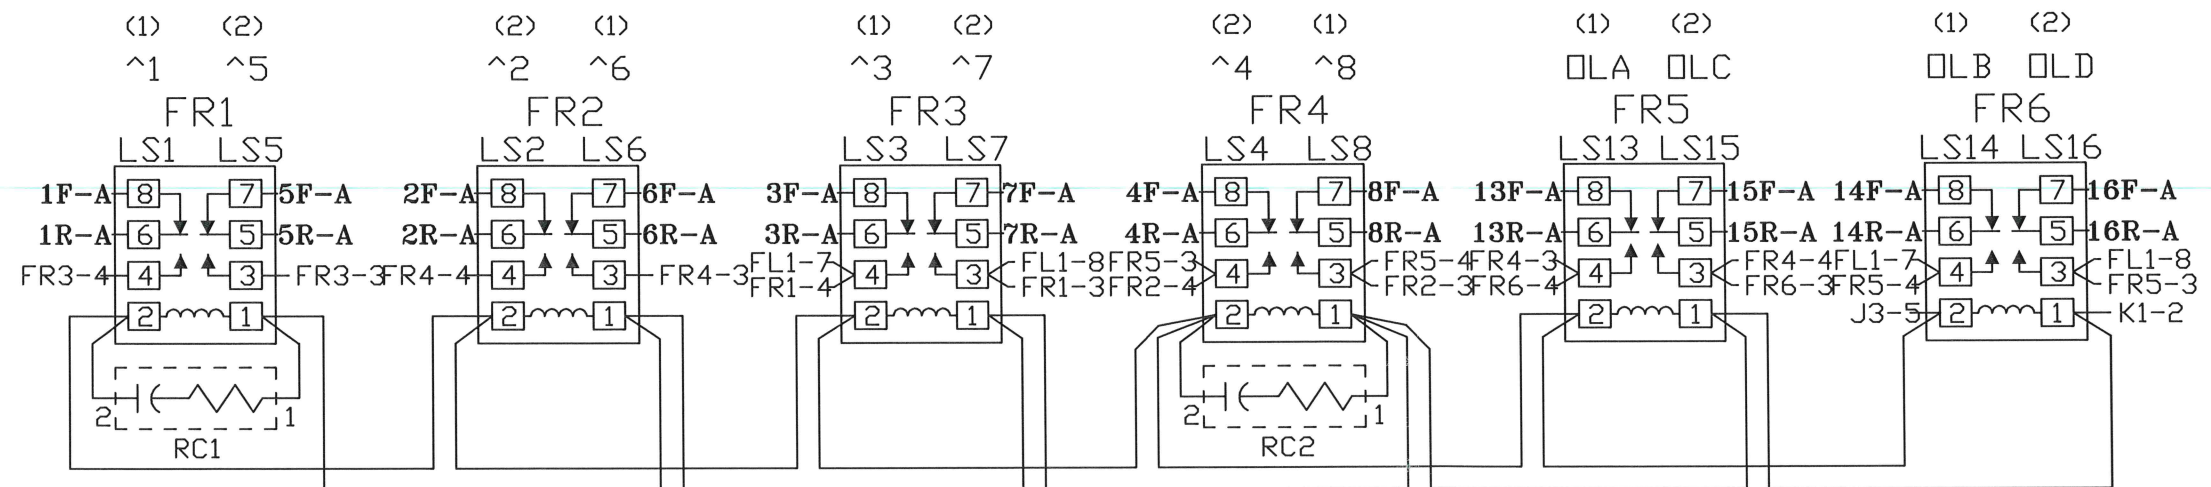 (1) (2) (2) (1) (1) (2) (2) (1) (1) (2) (1) (2)
^1 ^5 ^2 ^6 ^3 ^7 ^4 ^8 OLA OLC OLB OLD
FR1 FR2 FR3 FR4 FR5 FR6
LS1 LS5 LS2 LS6 LS3 LS7 LS4 LS8 LS13 LS15 LS14 LS16
1F-A 8 7 5F-A 2F-A 8 7 6F-A 3F-A 8 7 7F-A 4F-A 8 7 8F-A 13F-A 8 7 15F-A 14F-A 8 7 16F-A
1R-A 6 5 5R-A 2R-A 6 5 6R-A 3R-A 6 5 7R-A 4R-A 6 5 8R-A 13R-A 6 5 15R-A 14R-A 6 5 16R-A
FL1-7 FL1-8 FR5-3 FR5-4 FR4-3 FR4-4 FL1-7 FL1-8
FR3-4 4 3 FR3-3 FR4-4 4 3 FR4-3 4 3 4 3 4 3 4 3
FR1-4 FR1-3 FR2-4 FR2-3 FR6-4 FR6-3 FR5-4 FR5-3
2 1 2 1 2 1 2 1 2 1 J3-5 2 1 K1-2
2 1 2 1
RC1 RC2